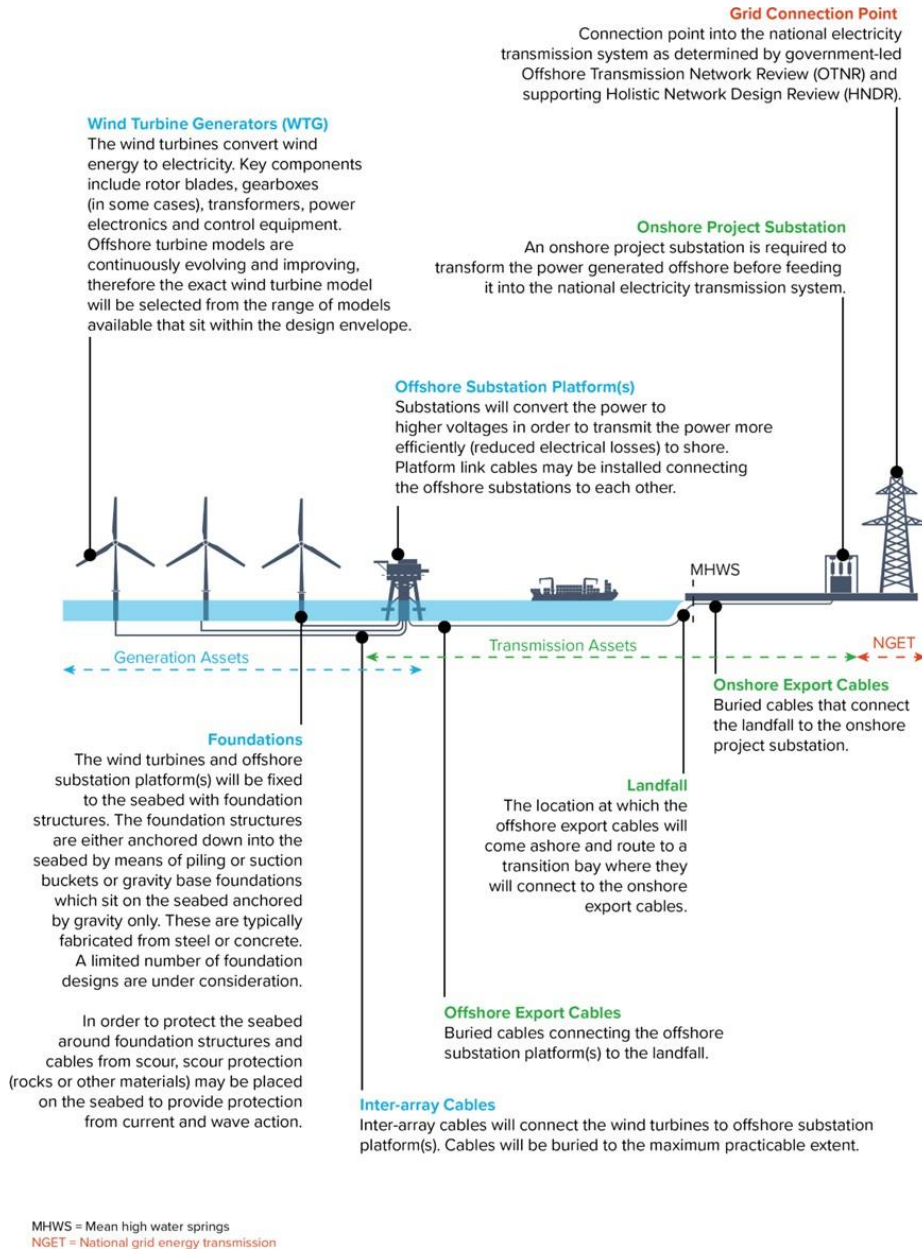 Grid Connection Point
Connection point into the national electricity
transmission system as determined by government-led
Offshore Transmission Network Review (OTNR) and
supporting Holistic Network Design Review (HNDR).
Wind Turbine Generators (WTG)
The wind turbines convert wind
energy to electricity. Key components
include rotor blades, gearboxes
(in some cases), transformers, power
electronics and control equipment.
Offshore turbine models are
continuously evolving and improving,
therefore the exact wind turbine model
will be selected from the range of models
available that sit within the design envelope.
Onshore Project Substation
An onshore project substation is required to
transform the power generated offshore before feeding
it into the national electricity transmission system.
Offshore Substation Platform(s)
Substations will convert the power to
higher voltages in order to transmit the power more
efficiently (reduced electrical losses) to shore.
Platform link cables may be installed connecting
the offshore substations to each other.
MHWS
Generation Assets
Transmission Assets
NGET
Onshore Export Cables
Buried cables that connect
the landfall to the onshore
project substation.
Foundations
The wind turbines and offshore
substation platform(s) will be fixed
to the seabed with foundation
structures. The foundation structures
are either anchored down into the
seabed by means of piling or suction
buckets or gravity base foundations
which sit on the seabed anchored
by gravity only. These are typically
fabricated from steel or concrete.
A limited number of foundation
designs are under consideration.
In order to protect the seabed
around foundation structures and
cables from scour, scour protection
(rocks or other materials) may be placed
on the seabed to provide protection
from current and wave action.
Landfall
The location at which the
offshore export cables will
come ashore and route to a
transition bay where they
will connect to the onshore
export cables.
Offshore Export Cables
Buried cables connecting the offshore
substation platform(s) to the landfall.
Inter-array Cables
Inter-array cables will connect the wind turbines to offshore substation
platform(s). Cables will be buried to the maximum practicable extent.
MHWS = Mean high water springs
NGET = National grid energy transmission